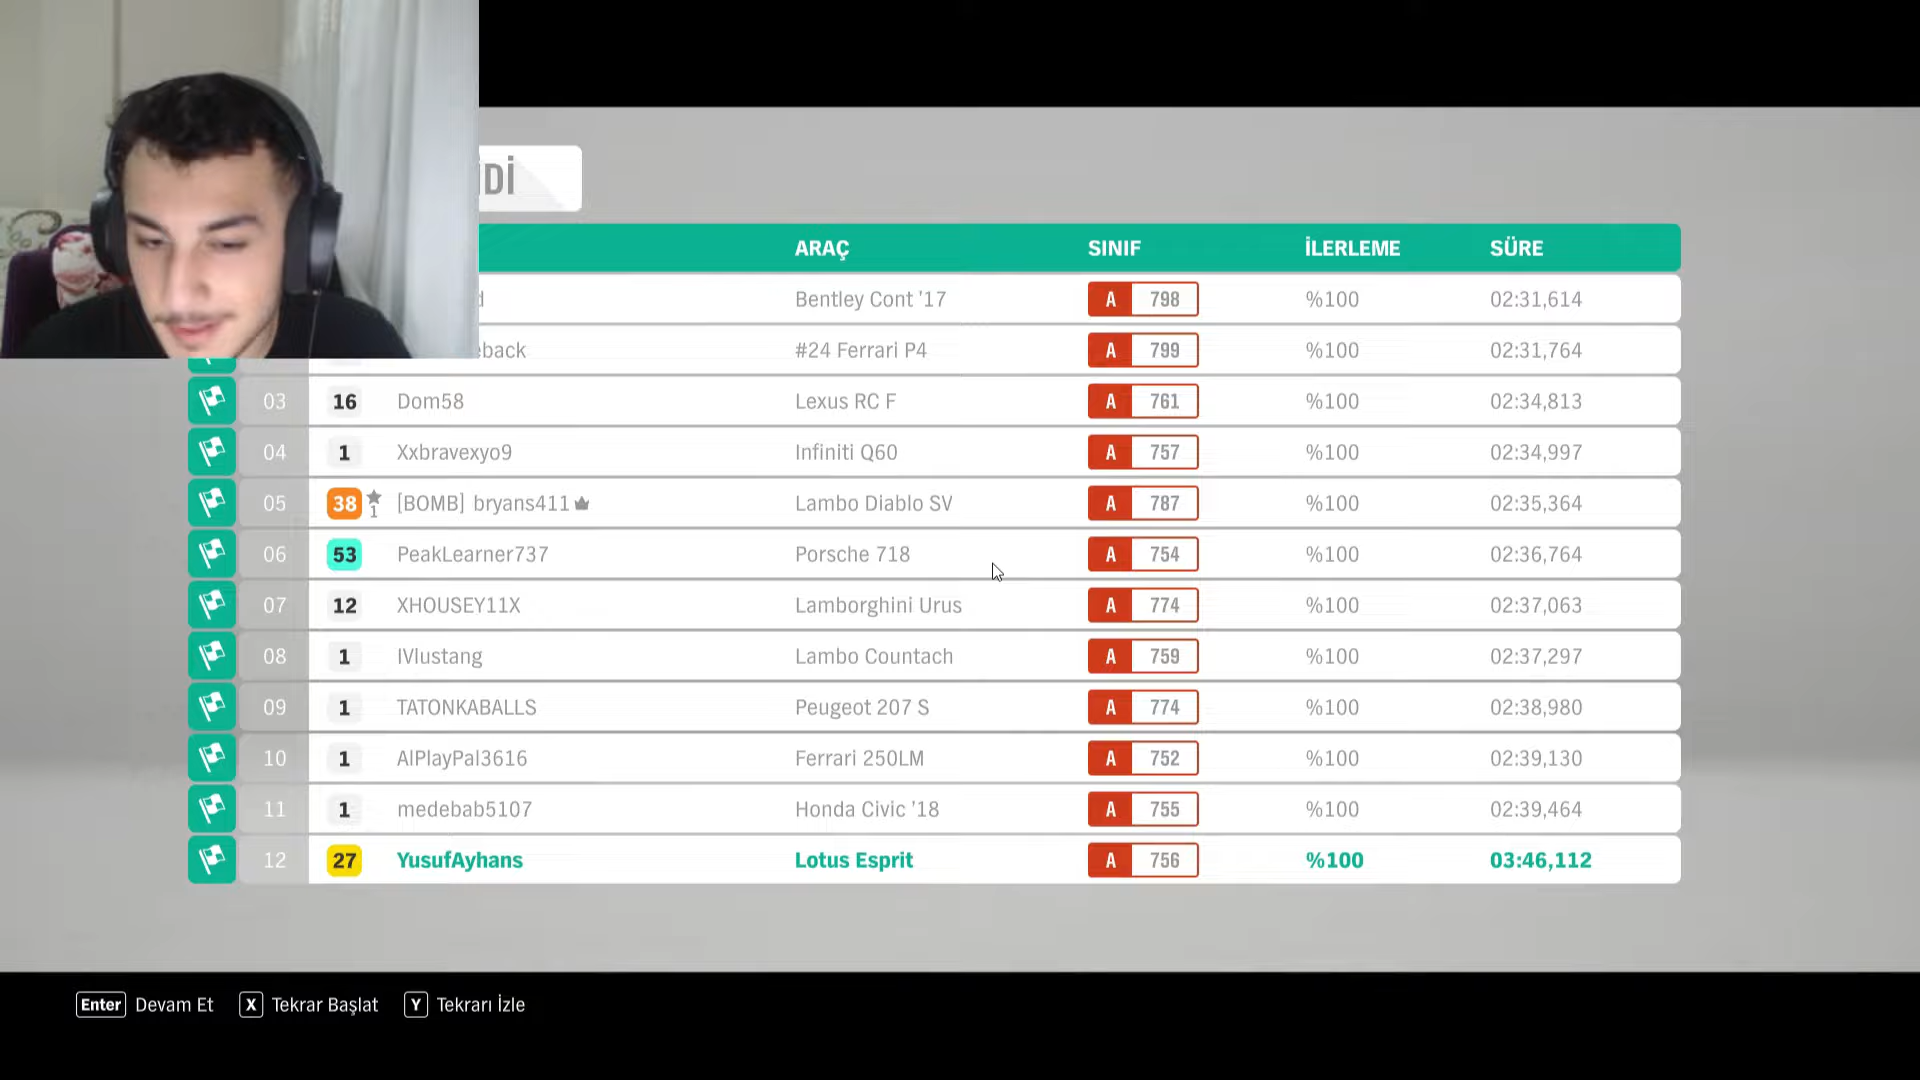 ARAÇ SINIF İLERLEME SÜRE
Bentley Cont '17 A 798 %100 02:31,614
#24 Ferrari P4 A 799 %100 02:31,764
03 16 Dom58 Lexus RC F A 761 %100 02:34,813
04 1 Xxbravexyo9 Infiniti Q60 A 757 %100 02:34,997
05 38 1 [BOMB] bryans411 Lambo Diablo SV A 787 %100 02:35,364
06 53 PeakLearner737 Porsche 718 A 754 %100 02:36,764
07 12 XHOUSEY11X Lamborghini Urus A 774 %100 02:37,063
08 1 IVlustang Lambo Countach A 759 %100 02:37,297
09 1 TATONKABALLS Peugeot 207 S A 774 %100 02:38,980
10 1 AlPlayPal3616 Ferrari 250LM A 752 %100 02:39,130
11 1 medebab5107 Honda Civic '18 A 755 %100 02:39,464
12 27 YusufAyhans Lotus Esprit A 756 %100 03:46,112
Enter Devam Et X Tekrar Başlat Y Tekrarı İzle